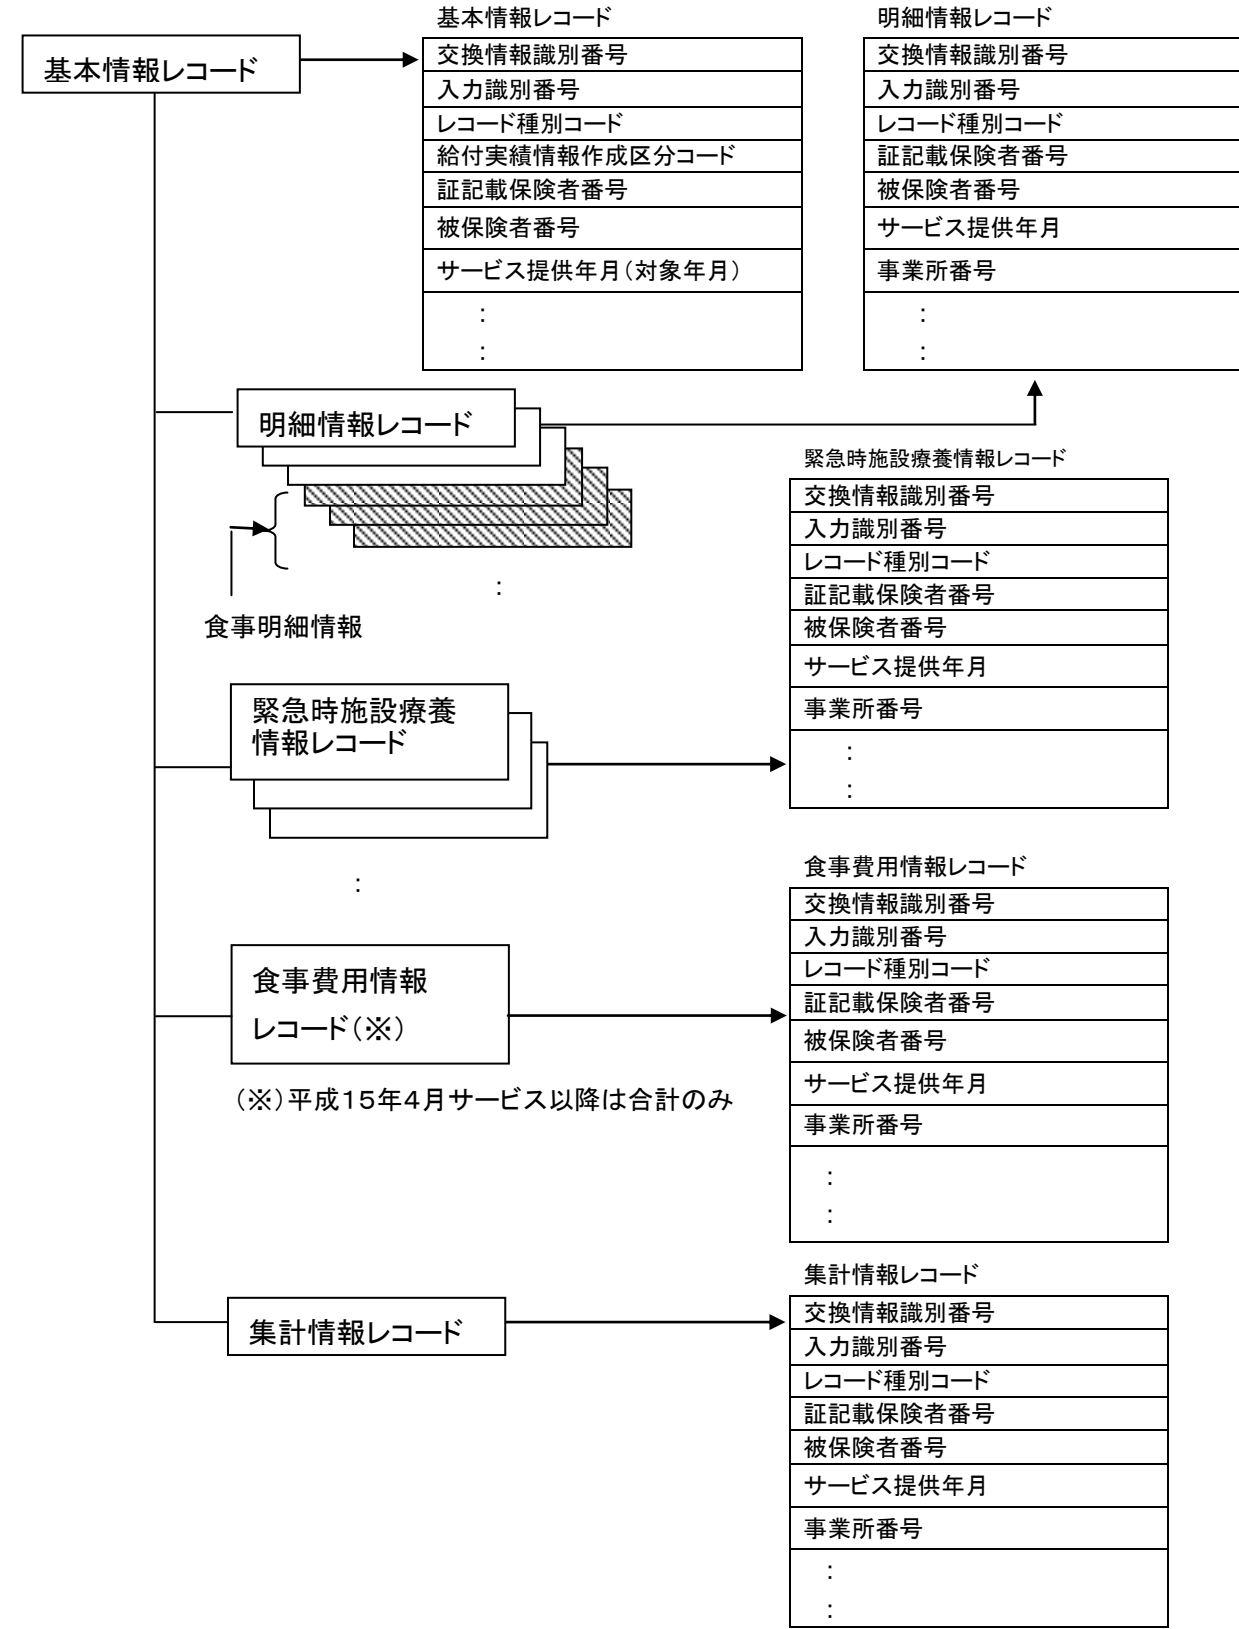 基本情報レコード
基本情報レコード
交換情報識別番号
入力識別番号
レコード種別コード
給付実績情報作成区分コード
証記載保険者番号
被保険者番号
サービス提供年月（対象年月）
：
：
明細情報レコード
交換情報識別番号
入力識別番号
レコード種別コード
証記載保険者番号
被保険者番号
サービス提供年月
事業所番号
：
：
明細情報レコード
：
食事明細情報
緊急時施設療養情報レコード
交換情報識別番号
入力識別番号
レコード種別コード
証記載保険者番号
被保険者番号
サービス提供年月
事業所番号
：
：
緊急時施設療養
情報レコード
：
食事費用情報レコード
交換情報識別番号
入力識別番号
レコード種別コード
証記載保険者番号
被保険者番号
サービス提供年月
事業所番号
：
：
食事費用情報
レコード（※）
（※）平成１５年４月サービス以降は合計のみ
集計情報レコード
集計情報レコード
交換情報識別番号
入力識別番号
レコード種別コード
証記載保険者番号
被保険者番号
サービス提供年月
事業所番号
：
：